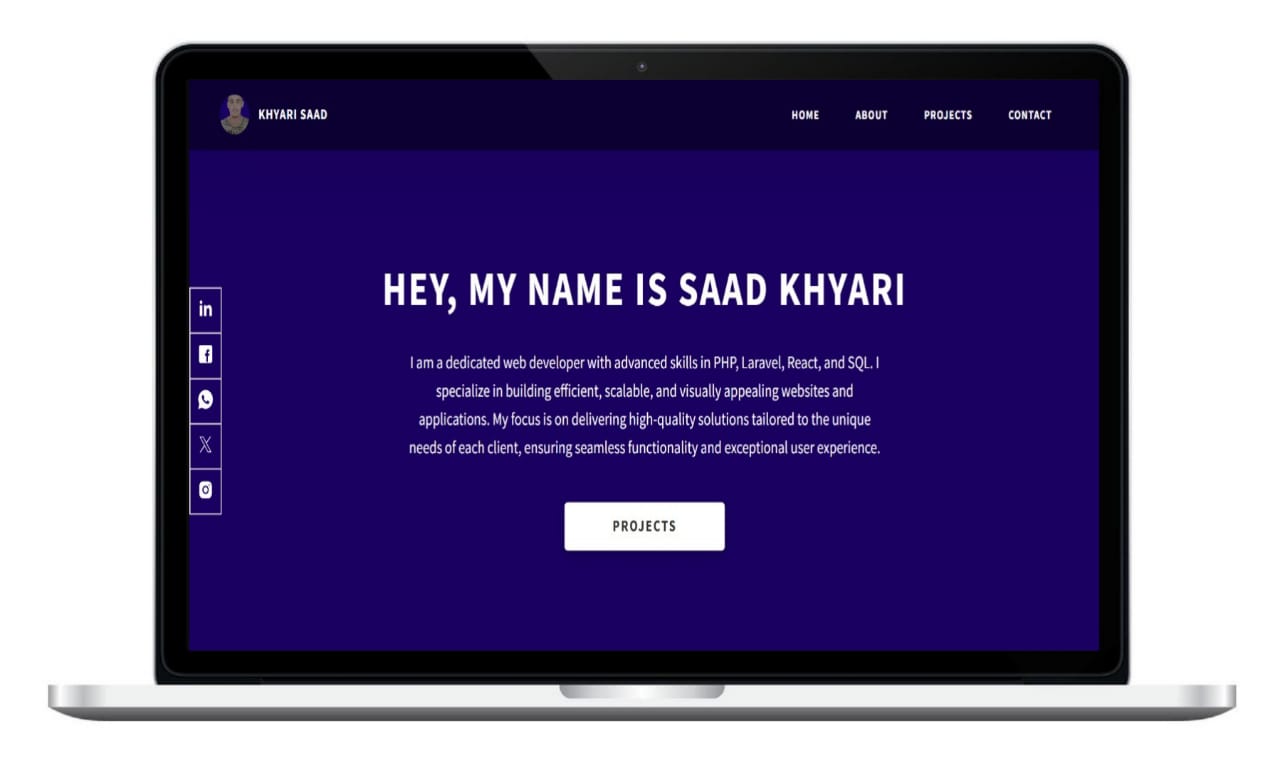 KHYARI SAAD
HOME ABOUT PROJECTS CONTACT
HEY, MY NAME IS SAAD KHYARI
I am a dedicated web developer with advanced skills in PHP, Laravel, React, and SQL. I
specialize in building efficient, scalable, and visually appealing websites and
applications. My focus is on delivering high-quality solutions tailored to the unique
needs of each client, ensuring seamless functionality and exceptional user experience.
in
f
X
PROJECTS